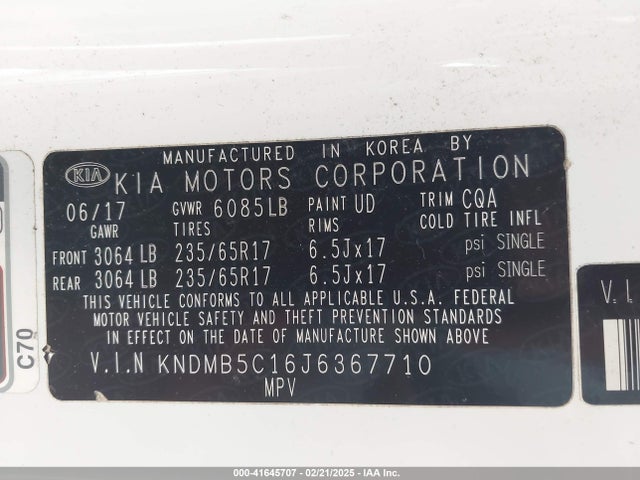 MANUFACTURED IN KOREA BY
KIA KIA MOTORS CORPORATION
06/17 GVWR 6085LB PAINT UD TRIM CQA
GAWR TIRES RIMS COLD TIRE INFL
FRONT 3064 LB 235/65R17 6.5Jx17 psi SINGLE
REAR 3064 LB 235/65R17 6.5Jx17 psi SINGLE
THIS VEHICLE CONFORMS TO ALL APPLICABLE U.S.A. FEDERAL
MOTOR VEHICLE SAFETY AND THEFT PREVENTION STANDARDS
IN EFFECT ON THE DATE OF MANUFACTURE SHOWN ABOVE.
V.I.N KNDMB5C16J6367710
MPV
C70
V.I.
000-41645707 - 02/21/2025 - IAA Inc.